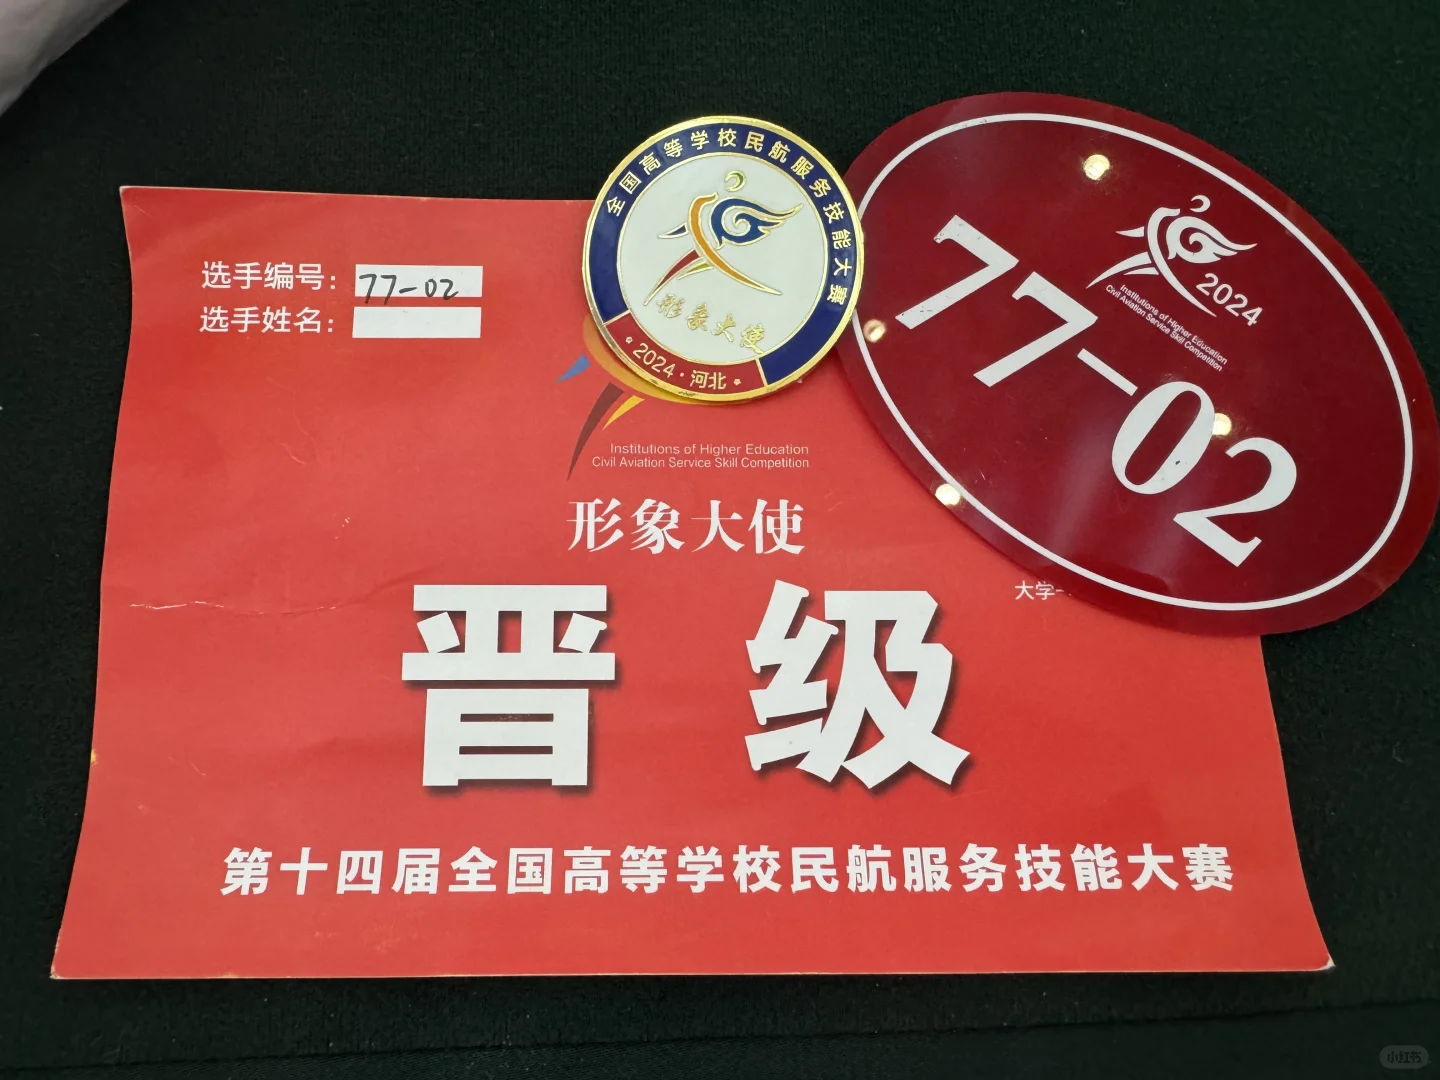 选手编号: 77-02
选手姓名:
全国高等学校民航服务技能大赛
形象大使
2024·河北
2024
Institutions of Higher Education
Civil Aviation Service Skill Competition
77-02
Institutions of Higher Education
Civil Aviation Service Skill Competition
形象大使
大学-
晋级
第十四届全国高等学校民航服务技能大赛
小红书